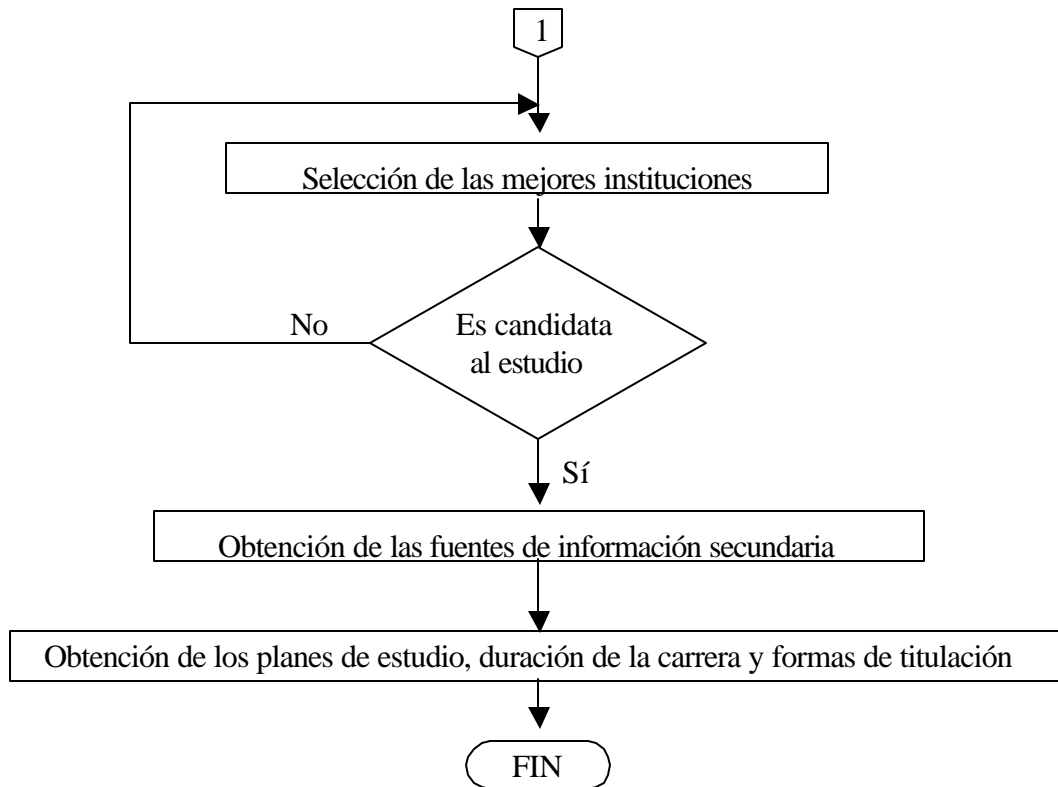 1
Selección de las mejores instituciones
No
Es candidata
al estudio
Sí
Obtención de las fuentes de información secundaria
Obtención de los planes de estudio, duración de la carrera y formas de titulación
FIN